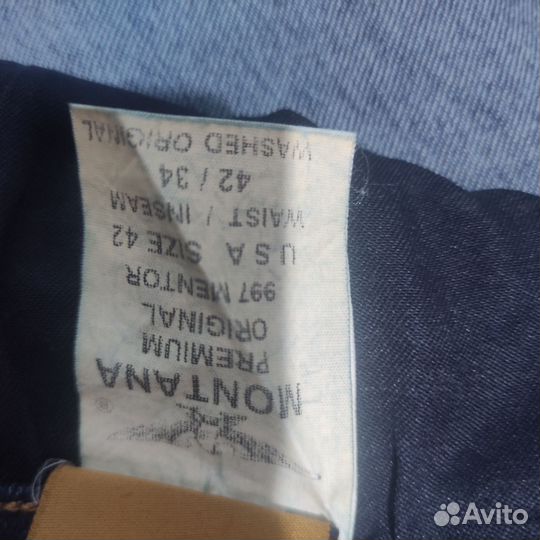 ®
MONTANA
PREMIUM
ORIGINAL
997 MENTOR
U S A SIZE 42
WAIST / INSEAM
42 / 34
WASHED ORIGINAL
Avito